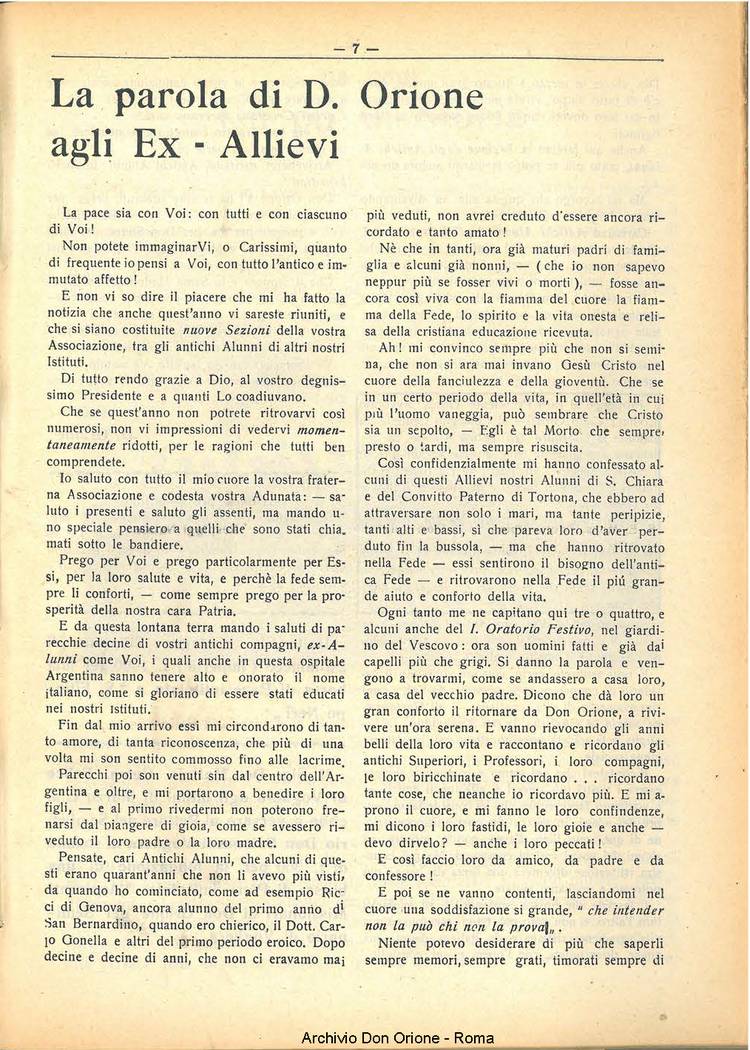 — 7 —
La parola di D. Orione
agli Ex - Allievi
La pace sia con Voi: con tutti e con ciascuno
di Voi!
Non potete immaginarVi, o Carissimi, quanto
di frequente io pensi a Voi, con tutto l'antico e im-
mutato affetto!
E non vi so dire il piacere che mi ha fatto la
notizia che anche quest'anno vi sareste riuniti, e
che si siano costituite nuove Sezioni della vostra
Associazione, tra gli antichi Alunni di altri nostri
Istituti.
Di tutto rendo grazie a Dio, al vostro degnis-
simo Presidente e a quanti Lo coadiuvano.
Che se quest'anno non potrete ritrovarvi così
numerosi, non vi impressioni di vedervi momen-
taneamente ridotti, per le ragioni che tutti ben
comprendete.
Io saluto con tutto il mio cuore la vostra frater-
na Associazione e codesta vostra Adunata: — sa-
luto i presenti e saluto gli assenti, ma mando u-
no speciale pensiero a quelli che sono stati chia.
mati sotto le bandiere.
Prego per Voi e prego particolarmente per Es-
si, per la loro salute e vita, e perchè la fede sem-
pre li conforti, — come sempre prego per la pro-
sperità della nostra cara Patria.
E da questa lontana terra mando i saluti di pa-
recchie decine di vostri antichi compagni, ex-A-
lunni come Voi, i quali anche in questa ospitale
Argentina sanno tenere alto e onorato il nome
italiano, come si gloriano di essere stati educati
nei nostri Istituti.
Fin dal mio arrivo essi mi circondarono di tan-
to amore, di tanta riconoscenza, che più di una
volta mi son sentito commosso fino alle lacrime.
Parecchi poi son venuti sin dal centro dell'Ar-
gentina e oltre, e mi portarono a benedire i loro
figli, — e al primo rivedermi non poterono fre-
narsi dal piangere di gioia, come se avessero ri-
veduto il loro padre o la loro madre.
Pensate, cari Antichi Alunni, che alcuni di que-
sti erano quarant'anni che non li avevo più visti,
da quando ho cominciato, come ad esempio Ric-
ci di Genova, ancora alunno del primo anno di
San Bernardino, quando ero chierico, il Dott. Car-
lo Gonella e altri del primo periodo eroico. Dopo
decine e decine di anni, che non ci eravamo mai
più veduti, non avrei creduto d'essere ancora ri-
cordato e tanto amato!
Nè che in tanti, ora già maturi padri di fami-
glia e alcuni già nonni, — (che io non sapevo
neppur più se fosser vivi o morti), — fosse an-
cora così viva con la fiamma del cuore la fiam-
ma della Fede, lo spirito e la vita onesta e reli-
sa della cristiana educazione ricevuta.
Ah! mi convinco sempre più che non si semi-
na, che non si ara mai invano Gesù Cristo nel
cuore della fanciulezza e della gioventù. Che se
in un certo periodo della vita, in quell'età in cui
più l'uomo vaneggia, può sembrare che Cristo
sia un sepolto, — Egli è tal Morto che sempre,
presto o tardi, ma sempre risuscita.
Così confidenzialmente mi hanno confessato al-
cuni di questi Allievi nostri Alunni di S. Chiara
e del Convitto Paterno di Tortona, che ebbero ad
attraversare non solo i mari, ma tante peripizie,
tanti alti e bassi, sì che pareva loro d'aver per-
duto fin la bussola, — ma che hanno ritrovato
nella Fede — essi sentirono il bisogno dell'anti-
ca Fede — e ritrovarono nella Fede il piú gran-
de aiuto e conforto della vita.
Ogni tanto me ne capitano qui tre o quattro, e
alcuni anche del I. Oratorio Festivo, nel giardi-
no del Vescovo: ora son uomini fatti e già dai
capelli più che grigi. Si danno la parola e ven-
gono a trovarmi, come se andassero a casa loro,
a casa del vecchio padre. Dicono che dà loro un
gran conforto il ritornare da Don Orione, a rivi-
vere un'ora serena. E vanno rievocando gli anni
belli della loro vita e raccontano e ricordano gli
antichi Superiori, i Professori, i loro compagni,
le loro biricchinate e ricordano . . . ricordano
tante cose, che neanche io ricordavo più. E mi a-
prono il cuore, e mi fanno le loro confindenze,
mi dicono i loro fastidi, le loro gioie e anche —
devo dirvelo? — anche i loro peccati!
E così faccio loro da amico, da padre e da
confessore!
E poi se ne vanno contenti, lasciandomi nel
cuore una soddisfazione si grande, " che intender
non la può chi non la prova]„ .
Niente potevo desiderare di più che saperli
sempre memori, sempre grati, timorati sempre di
Archivio Don Orione - Roma